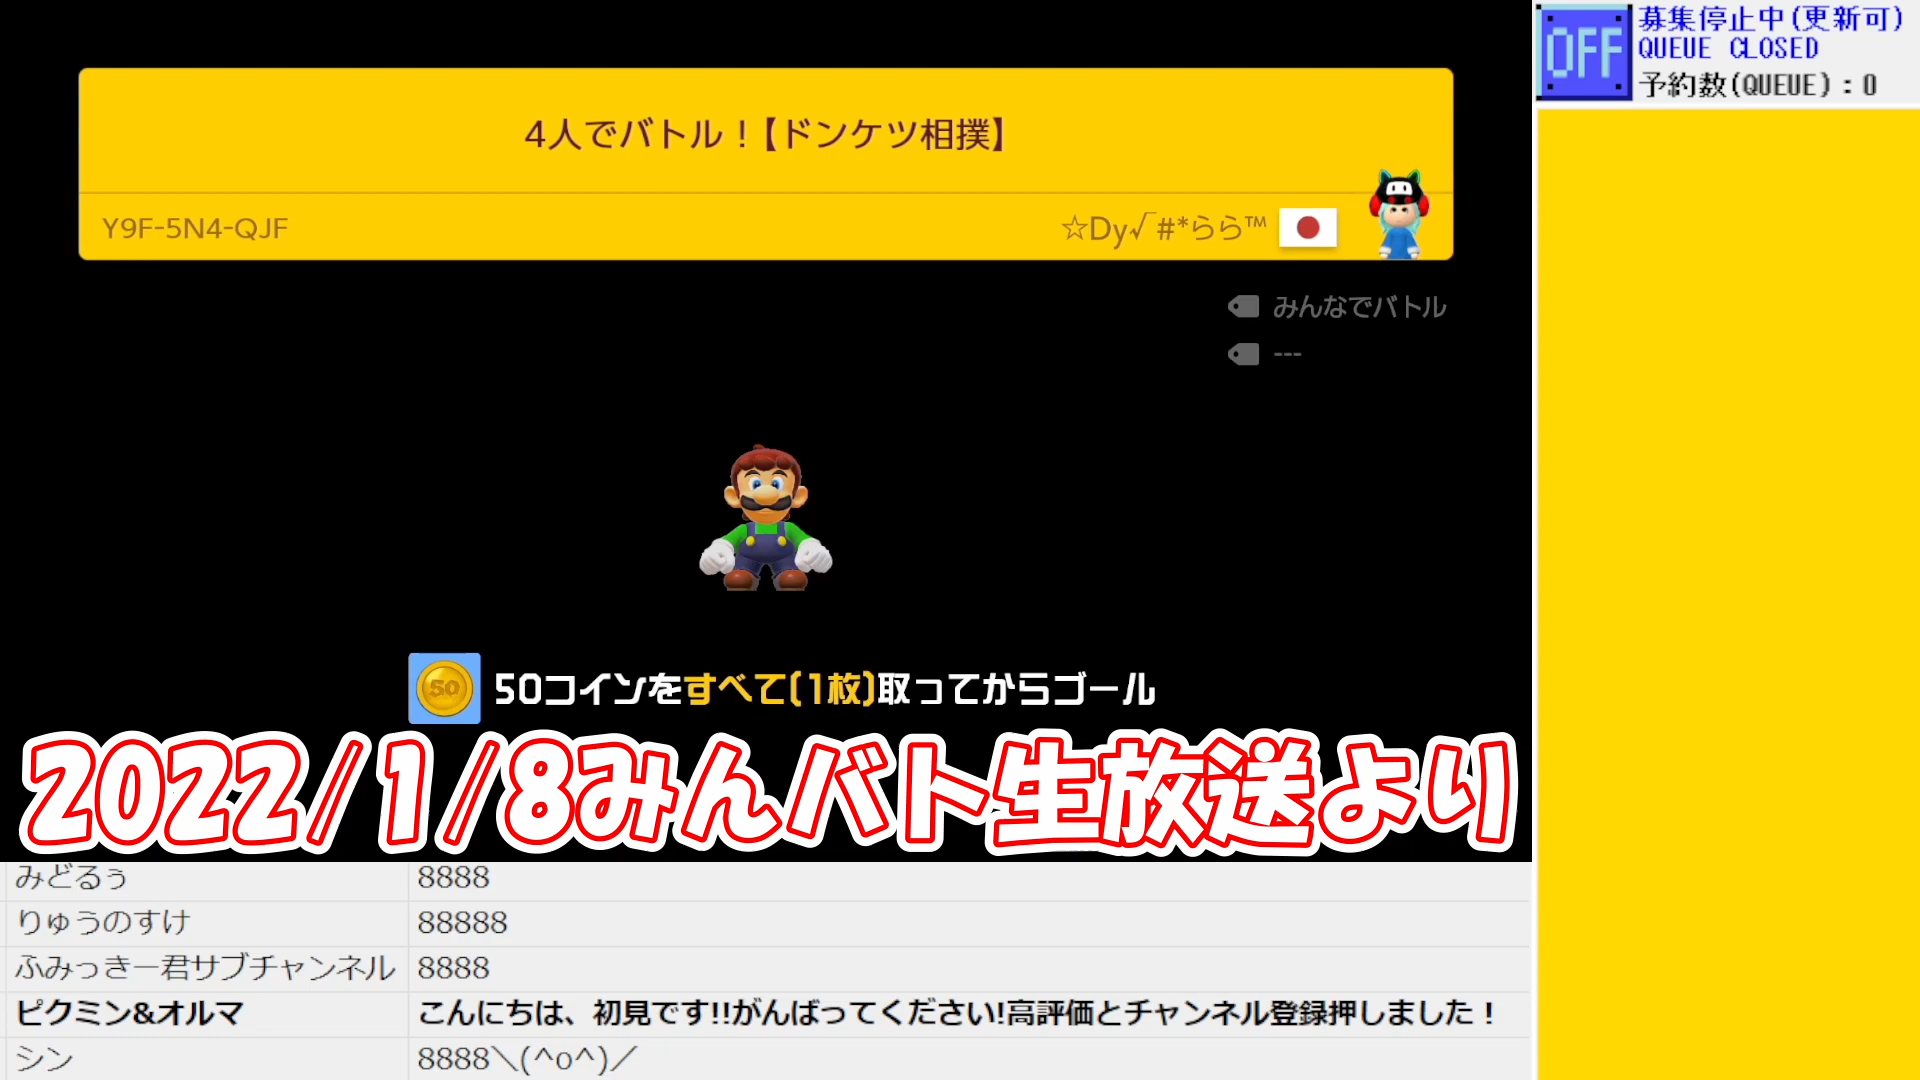 4人でバトル！【ドンケツ相撲】
Y9F-5N4-QJF
☆Dy√#*らら™
みんなでバトル
---
50
50コインをすべて(1枚)取ってからゴール
2022/1/8みんバト生放送より
みどるぅ 8888
りゅうのすけ 88888
ふみっきー君サブチャンネル 8888
ピクミン&オルマ こんにちは、初見です!!がんばってください!高評価とチャンネル登録押しました！
シン 8888＼(^o^)／
OFF
募集停止中(更新可)
QUEUE CLOSED
予約数(QUEUE):0